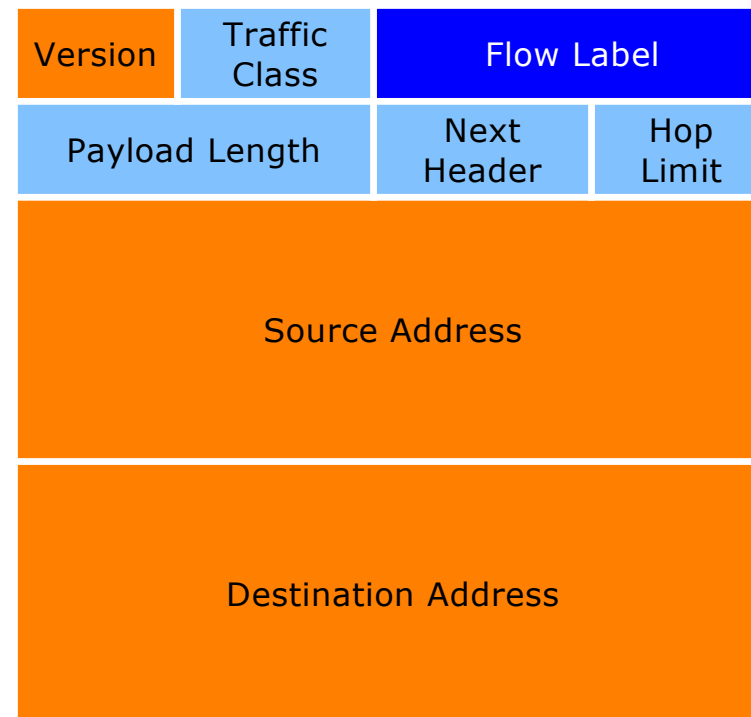 Version
Traffic
Class
Flow Label
Payload Length
Next
Header
Hop
Limit
Source Address
Destination Address